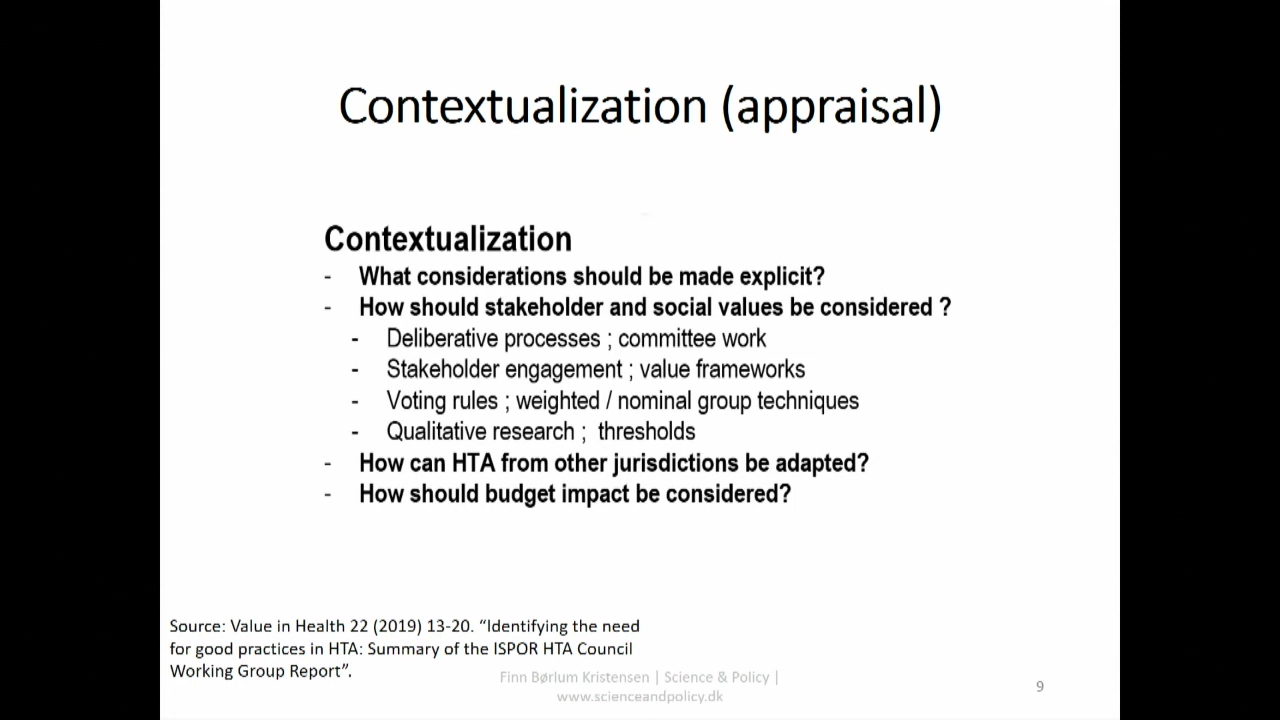 Contextualization (appraisal)
Contextualization
- What considerations should be made explicit?
- How should stakeholder and social values be considered ?
- Deliberative processes ; committee work
- Stakeholder engagement ; value frameworks
- Voting rules ; weighted / nominal group techniques
- Qualitative research ; thresholds
- How can HTA from other jurisdictions be adapted?
- How should budget impact be considered?
Source: Value in Health 22 (2019) 13-20. “Identifying the need
for good practices in HTA: Summary of the ISPOR HTA Council
Working Group Report”.
Finn Børlum Kristensen | Science & Policy |
www.scienceandpolicy.dk
9